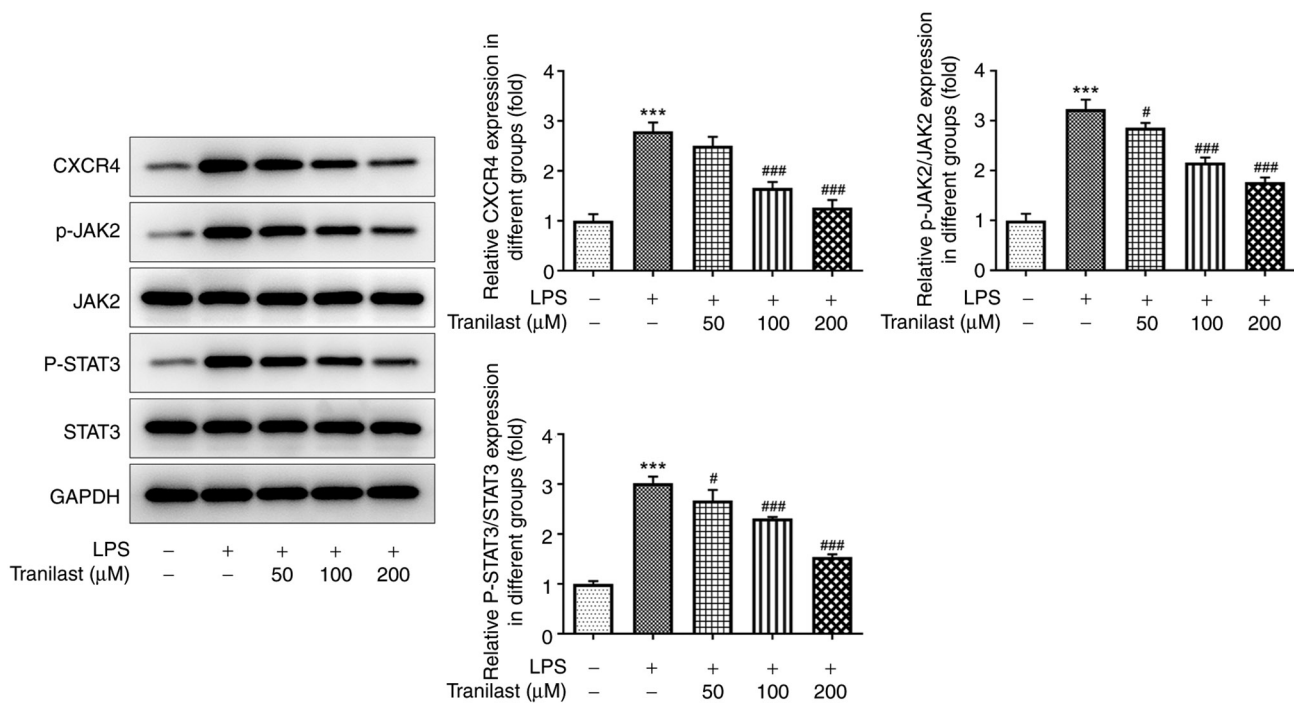 CXCR4
p-JAK2
JAK2
P-STAT3
STAT3
GAPDH
LPS – + + + +
Tranilast (μM) – – 50 100 200
Relative CXCR4 expression in
different groups (fold)
4
3
2
1
0
***
###
###
LPS – + + + +
Tranilast (μM) – – 50 100 200
Relative p-JAK2/JAK2 expression
in different groups (fold)
4
3
2
1
0
***
#
###
###
LPS – + + + +
Tranilast (μM) – – 50 100 200
Relative P-STAT3/STAT3 expression
in different groups (fold)
4
3
2
1
0
***
#
###
###
LPS – + + + +
Tranilast (μM) – – 50 100 200